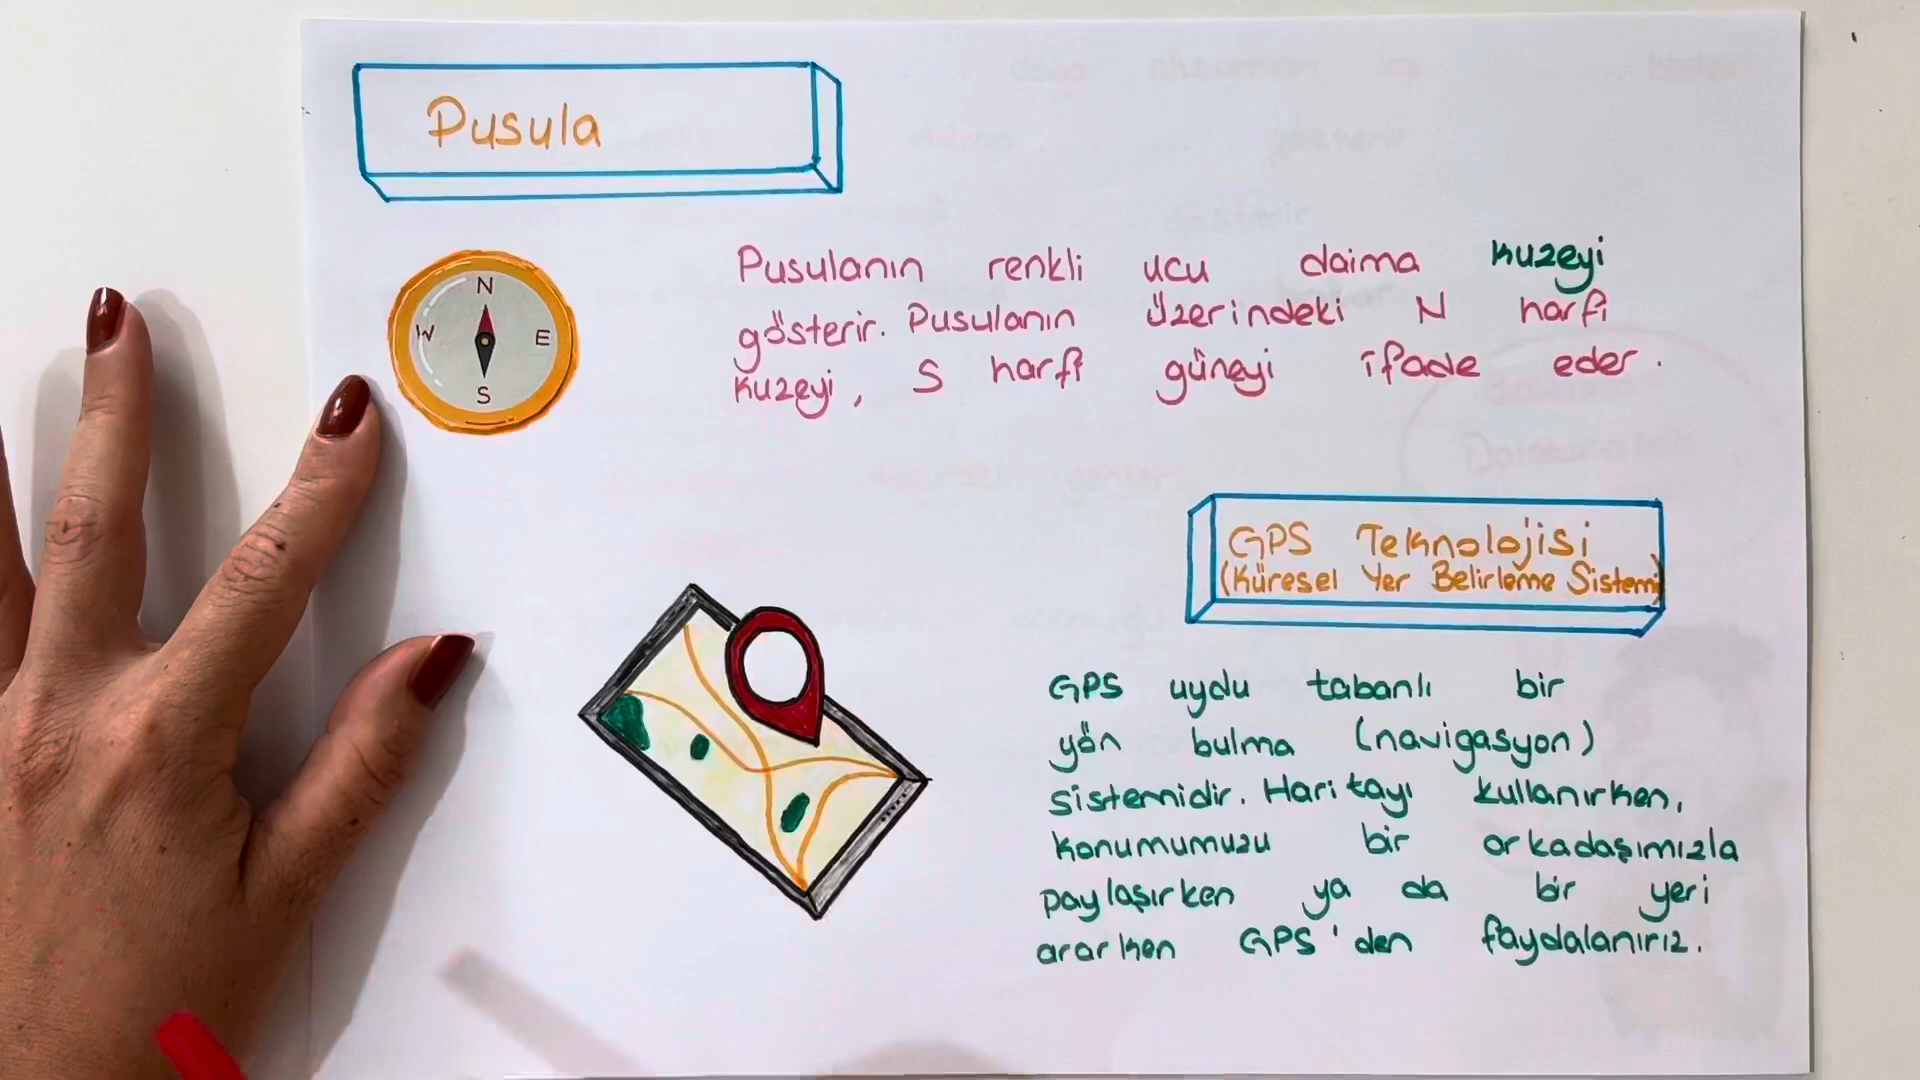 Pusula
N
W
E
S
Pusulanın renkli ucu daima kuzeyi
gösterir. Pusulanın üzerindeki N harfi
kuzeyi, S harfi güneyi ifade eder.
GPS Teknolojisi
(Küresel Yer Belirleme Sistemi)
GPS uydu tabanlı bir
yön bulma (navigasyon)
sistemidir. Haritayı kullanırken,
konumumuzu bir arkadaşımızla
paylaşırken ya da bir yeri
ararken GPS'den faydalanırız.